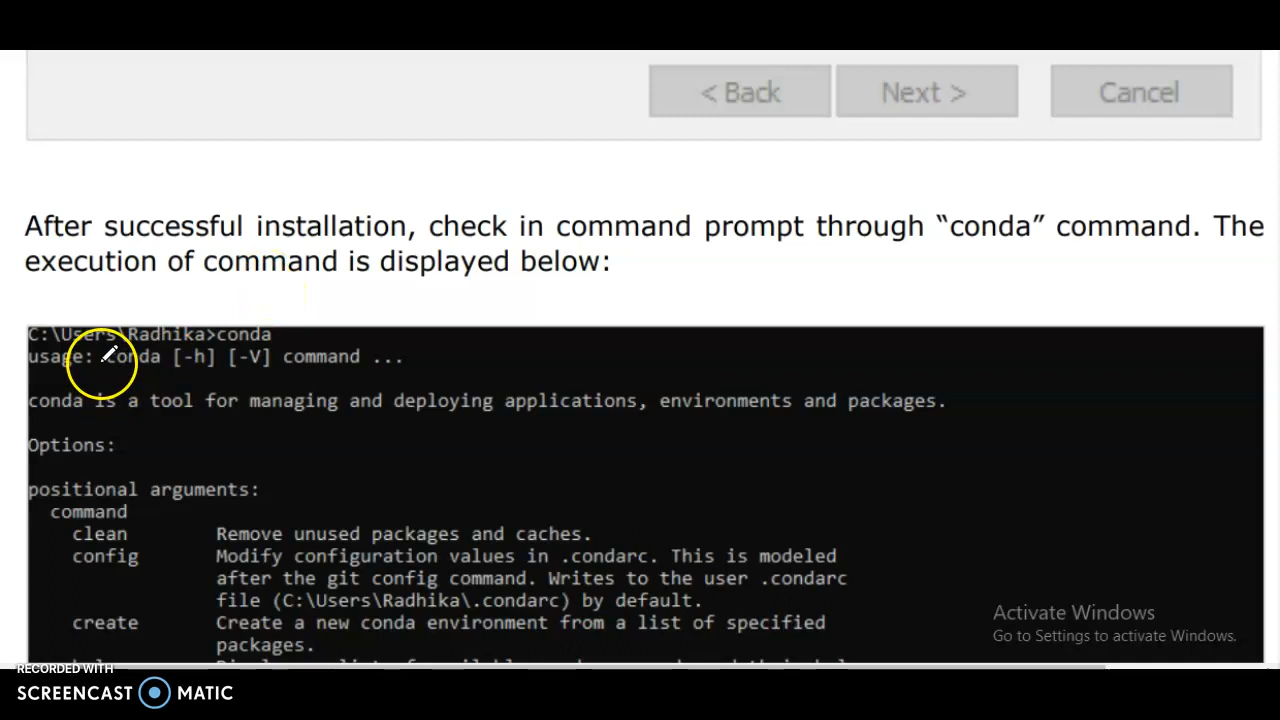 < Back Next > Cancel
After successful installation, check in command prompt through “conda” command. The
execution of command is displayed below:
C:\Users\Radhika>conda
usage: conda [-h] [-V] command ...
conda is a tool for managing and deploying applications, environments and packages.
Options:
positional arguments:
command
clean Remove unused packages and caches.
config Modify configuration values in .condarc. This is modeled
after the git config command. Writes to the user .condarc
file (C:\Users\Radhika\.condarc) by default.
create Create a new conda environment from a list of specified
packages.
Activate Windows
Go to Settings to activate Windows.
RECORDED WITH
SCREENCAST MATIC